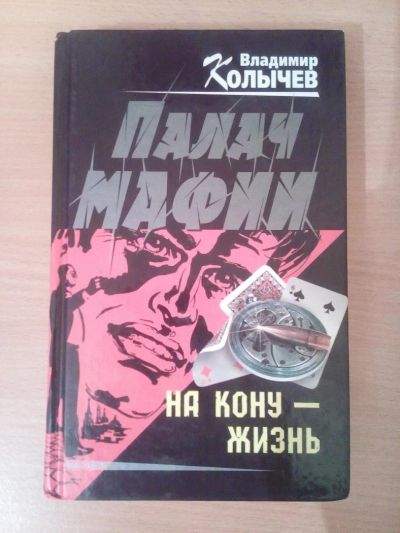 Владимир
Колычев
Палач
МАФИИ
НА КОНУ –
ЖИЗНЬ